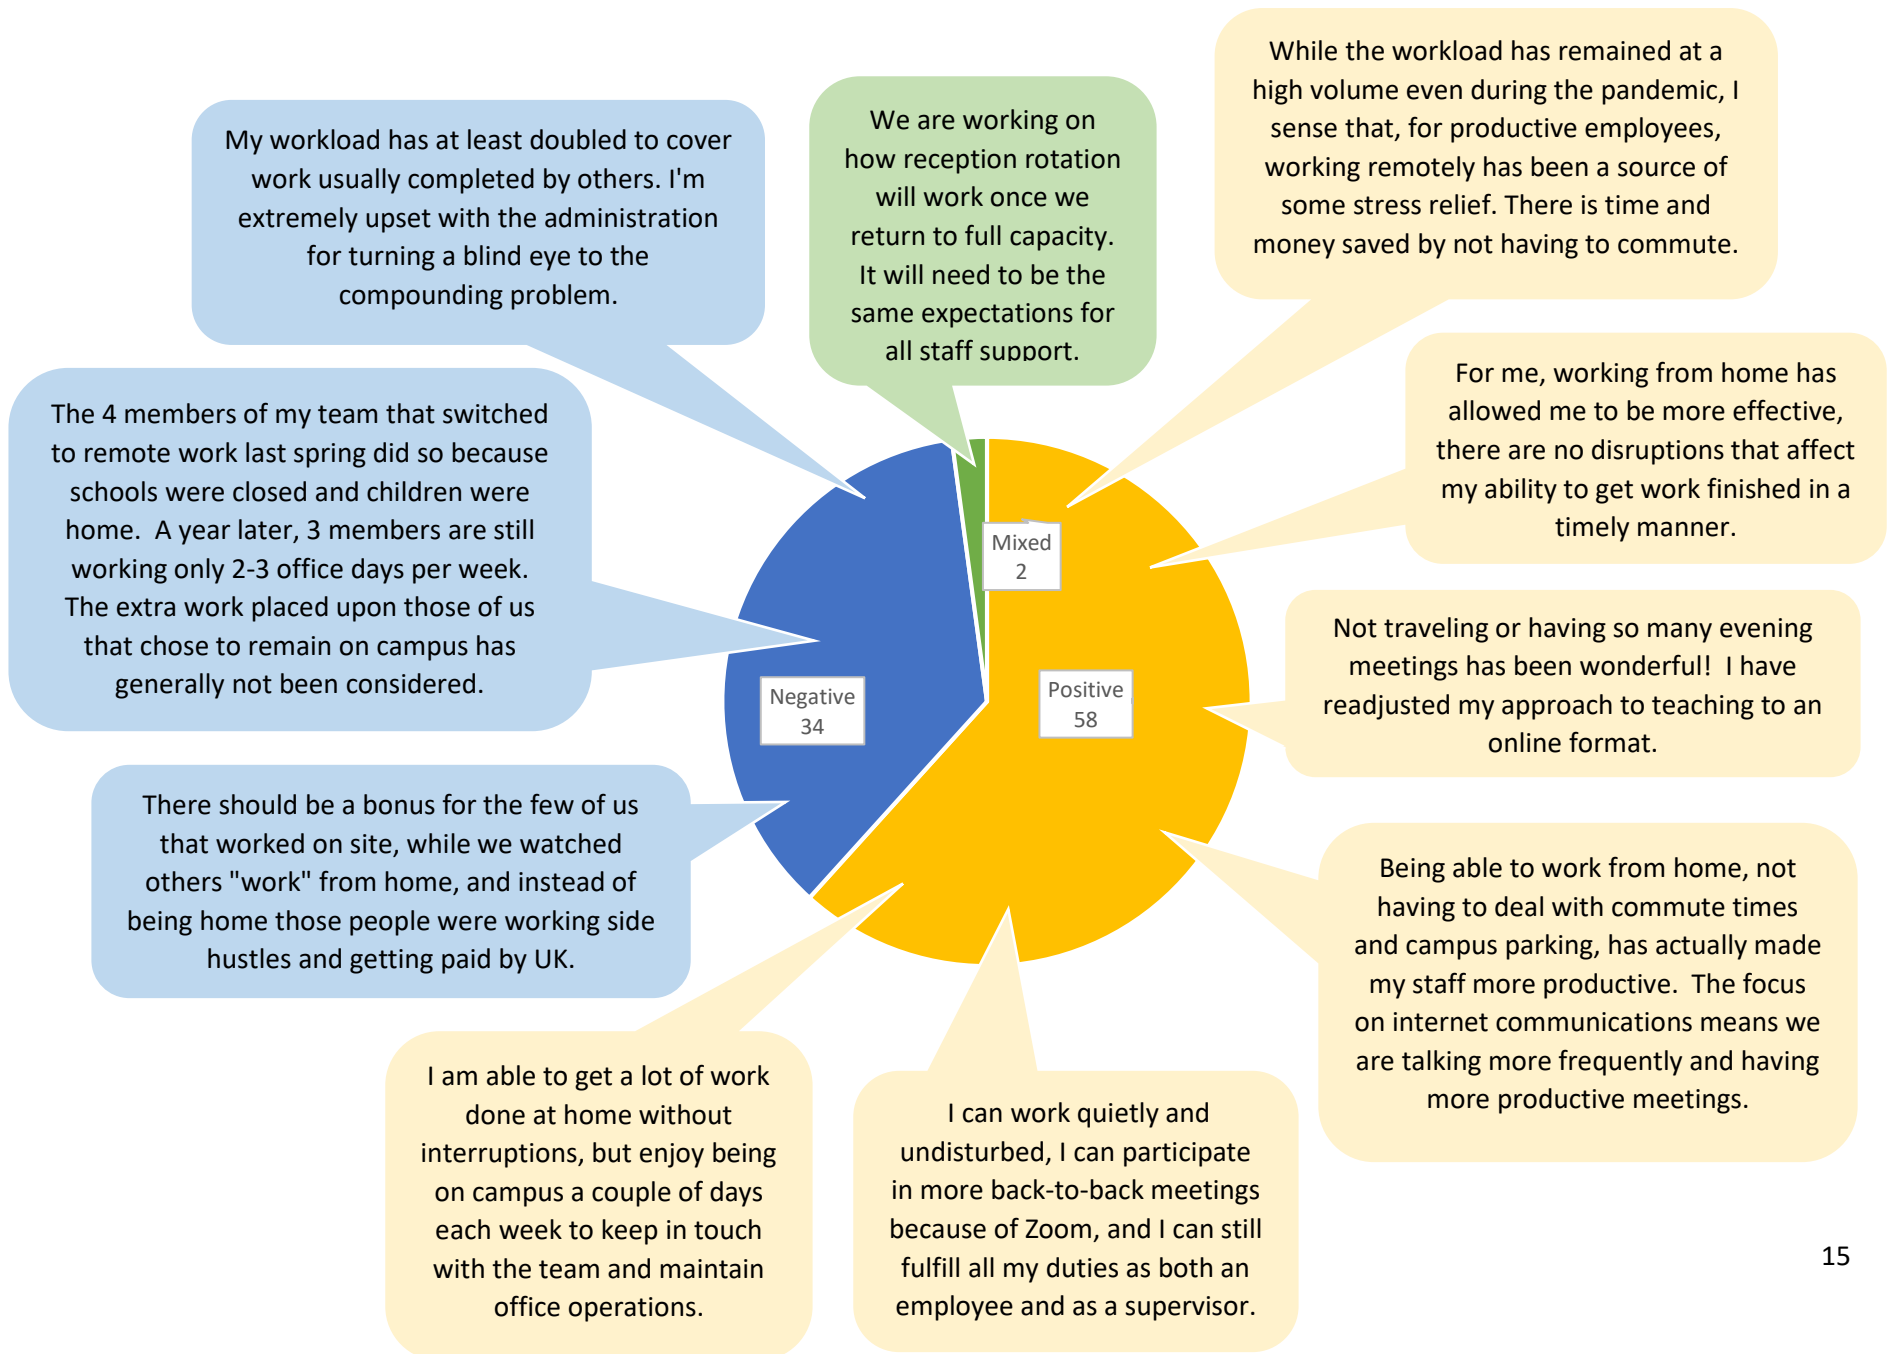 My workload has at least doubled to cover
work usually completed by others. I'm
extremely upset with the administration
for turning a blind eye to the
compounding problem.
We are working on
how reception rotation
will work once we
return to full capacity.
It will need to be the
same expectations for
all staff support.
While the workload has remained at a
high volume even during the pandemic, I
sense that, for productive employees,
working remotely has been a source of
some stress relief. There is time and
money saved by not having to commute.
The 4 members of my team that switched
to remote work last spring did so because
schools were closed and children were
home.  A year later, 3 members are still
working only 2-3 office days per week.
The extra work placed upon those of us
that chose to remain on campus has
generally not been considered.
For me, working from home has
allowed me to be more effective,
there are no disruptions that affect
my ability to get work finished in a
timely manner.
Mixed
2
Negative
34
Positive
58
Not traveling or having so many evening
meetings has been wonderful!  I have
readjusted my approach to teaching to an
online format.
There should be a bonus for the few of us
that worked on site, while we watched
others "work" from home, and instead of
being home those people were working side
hustles and getting paid by UK.
Being able to work from home, not
having to deal with commute times
and campus parking, has actually made
my staff more productive.  The focus
on internet communications means we
are talking more frequently and having
more productive meetings.
I am able to get a lot of work
done at home without
interruptions, but enjoy being
on campus a couple of days
each week to keep in touch
with the team and maintain
office operations.
I can work quietly and
undisturbed, I can participate
in more back-to-back meetings
because of Zoom, and I can still
fulfill all my duties as both an
employee and as a supervisor.
15